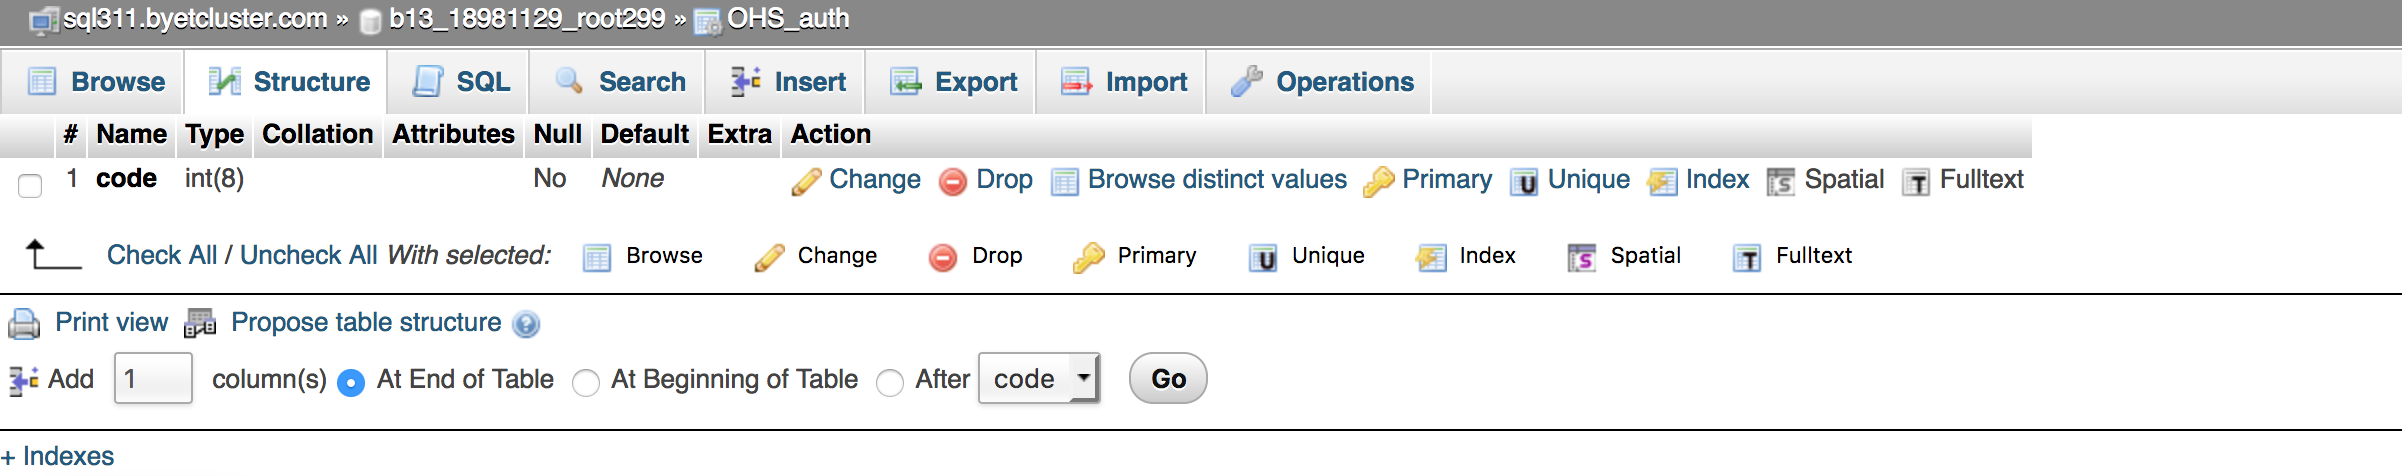 sql311.byetcluster.com » b13_18981129_root299 » OHS_auth
Browse Structure SQL Search Insert Export Import Operations
# Name Type Collation Attributes Null Default Extra Action
1 code int(8) No None Change Drop Browse distinct values Primary Unique Index Spatial Fulltext
Check All / Uncheck All With selected: Browse Change Drop Primary Unique Index Spatial Fulltext
Print view Propose table structure
Add 1 column(s) At End of Table At Beginning of Table After code Go
+ Indexes